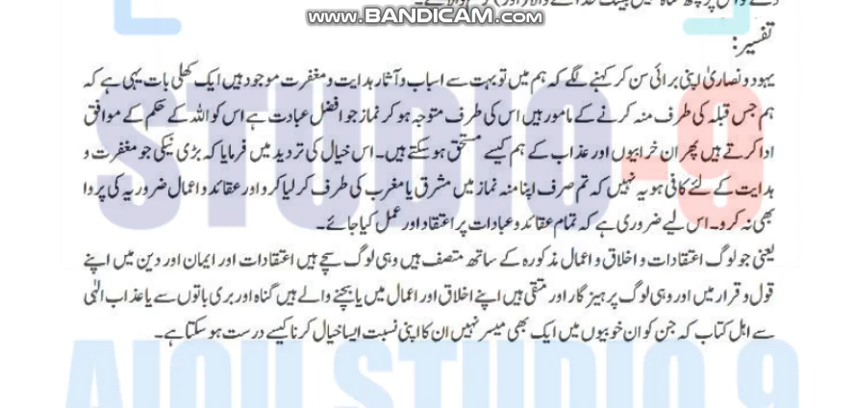 WWW.BANDICAM.COM
تفسیر:
یہود و نصاریٰ اپنی برائی سن کر کہنے لگے کہ ہم میں تو بہت سے اسباب و آثار ہدایت و مغفرت موجود ہیں ایک کھلی بات یہی ہے کہ
ہم جس قبلہ کی طرف منہ کرنے کے مامور ہیں اس کی طرف متوجہ ہو کر نماز جو افضل عبادت ہے اس کو اللہ کے حکم کے موافق
ادا کرتے ہیں پھر ان خرابیوں اور عذاب کے ہم کیسے مستحق ہو سکتے ہیں۔ اس خیال کی تردید میں فرمایا کہ بڑی نیکی جو مغفرت و
ہدایت کے لئے کافی ہو یہ نہیں کہ تم صرف اپنا منہ نماز میں مشرق یا مغرب کی طرف کر لیا کرو اور عقائد و اعمال ضروریہ کی پروا
بھی نہ کرو۔ اس لیے ضروری ہے کہ تمام عقائد و عبادات پر اعتقاد اور عمل کیا جائے۔
یعنی جو لوگ اعتقادات و اخلاق و اعمال مذکورہ کے ساتھ متصف ہیں وہی لوگ سچے ہیں اعتقادات اور ایمان اور دین میں اپنے
قول و قرار میں اور وہی لوگ پرہیز گار اور متقی ہیں اپنے اخلاق اور اعمال میں یا بچنے والے ہیں گناہ اور بری باتوں سے یا عذاب الٰہی
سے اہل کتاب کہ جن کو ان خوبیوں میں ایک بھی میسر نہیں ان کا اپنی نسبت ایسا خیال کرنا کیسے درست ہو سکتا ہے۔
STUDIO-9
AIOU STUDIO 9